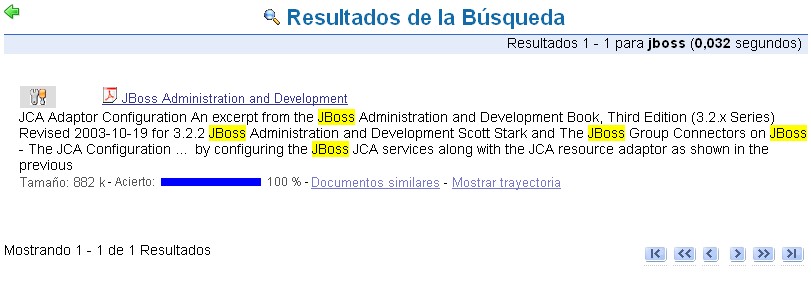 Resultados de la Búsqueda
Resultados 1 - 1 para jboss (0,032 segundos)
JBoss Administration and Development
JCA Adaptor Configuration An excerpt from the JBoss Administration and Development Book, Third Edition (3.2.x Series)
Revised 2003-10-19 for 3.2.2 JBoss Administration and Development Scott Stark and The JBoss Group Connectors on JBoss
- The JCA Configuration ... by configuring the JBoss JCA services along with the JCA resource adaptor as shown in the
previous
Tamaño: 882 k - Acierto: 100 % - Documentos similares - Mostrar trayectoria
Mostrando 1 - 1 de 1 Resultados